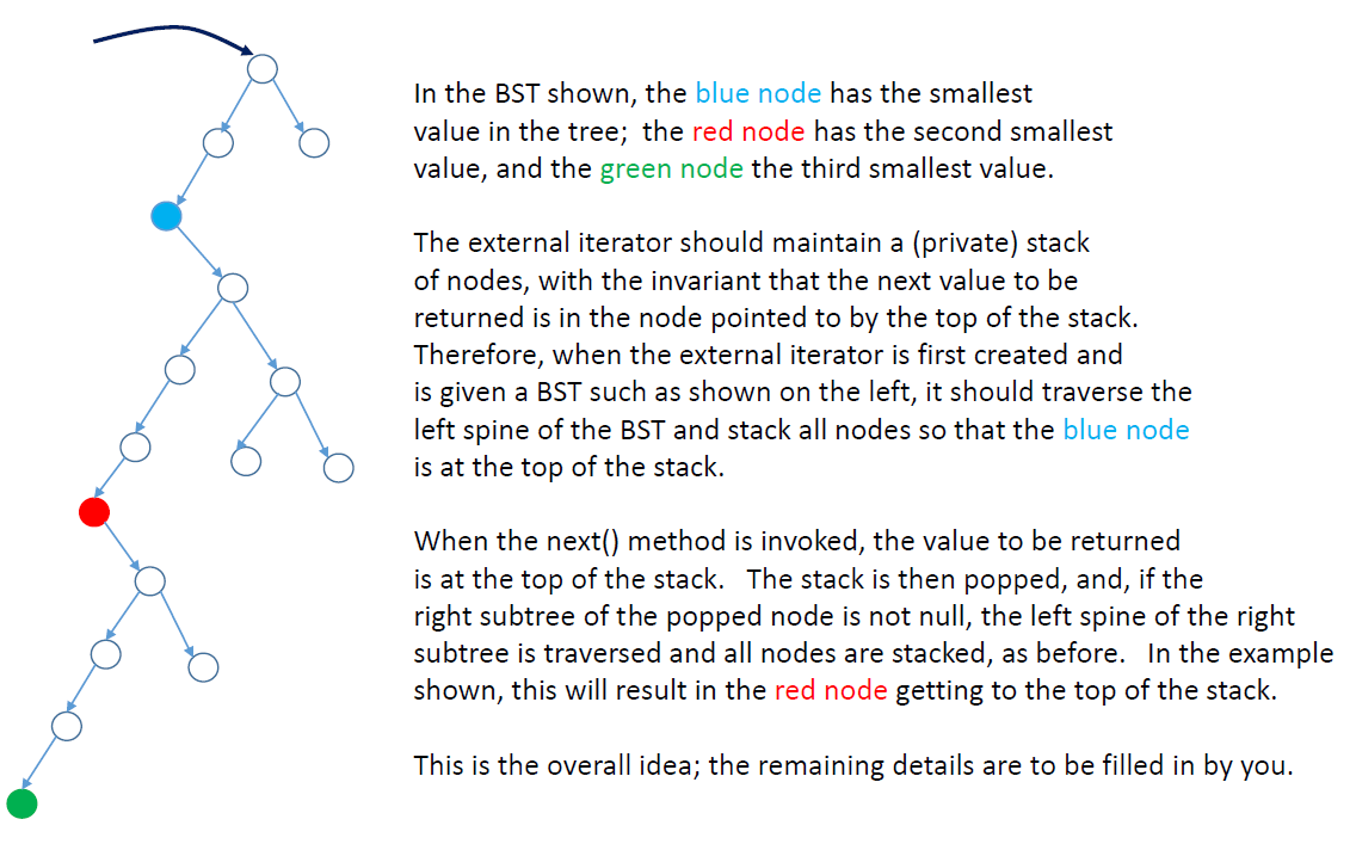 In the BST shown, the blue node has the smallest
value in the tree; the red node has the second smallest
value, and the green node the third smallest value.
The external iterator should maintain a (private) stack
of nodes, with the invariant that the next value to be
returned is in the node pointed to by the top of the stack.
Therefore, when the external iterator is first created and
is given a BST such as shown on the left, it should traverse the
left spine of the BST and stack all nodes so that the blue node
is at the top of the stack.
When the next() method is invoked, the value to be returned
is at the top of the stack. The stack is then popped, and, if the
right subtree of the popped node is not null, the left spine of the right
subtree is traversed and all nodes are stacked, as before. In the example
shown, this will result in the red node getting to the top of the stack.
This is the overall idea; the remaining details are to be filled in by you.